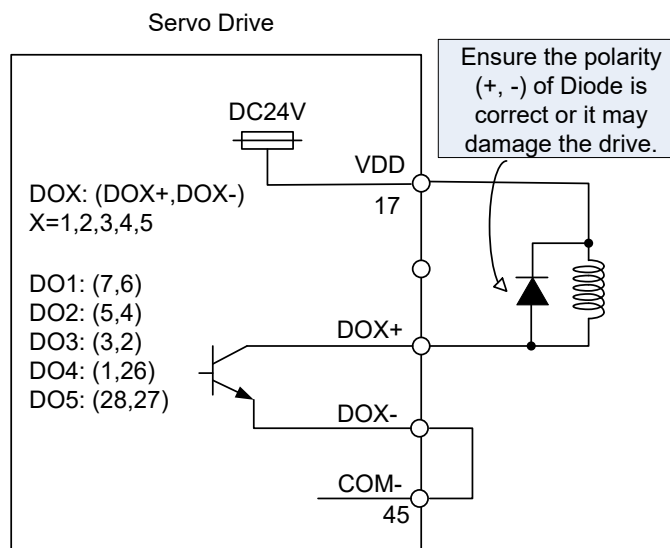 Servo Drive
Ensure the polarity
(+, -) of Diode is
correct or it may
damage the drive.
DC24V
VDD
17
DOX: (DOX+,DOX-)
X=1,2,3,4,5
DO1: (7,6)
DO2: (5,4)
DO3: (3,2)
DO4: (1,26)
DO5: (28,27)
DOX+
DOX-
COM-
45